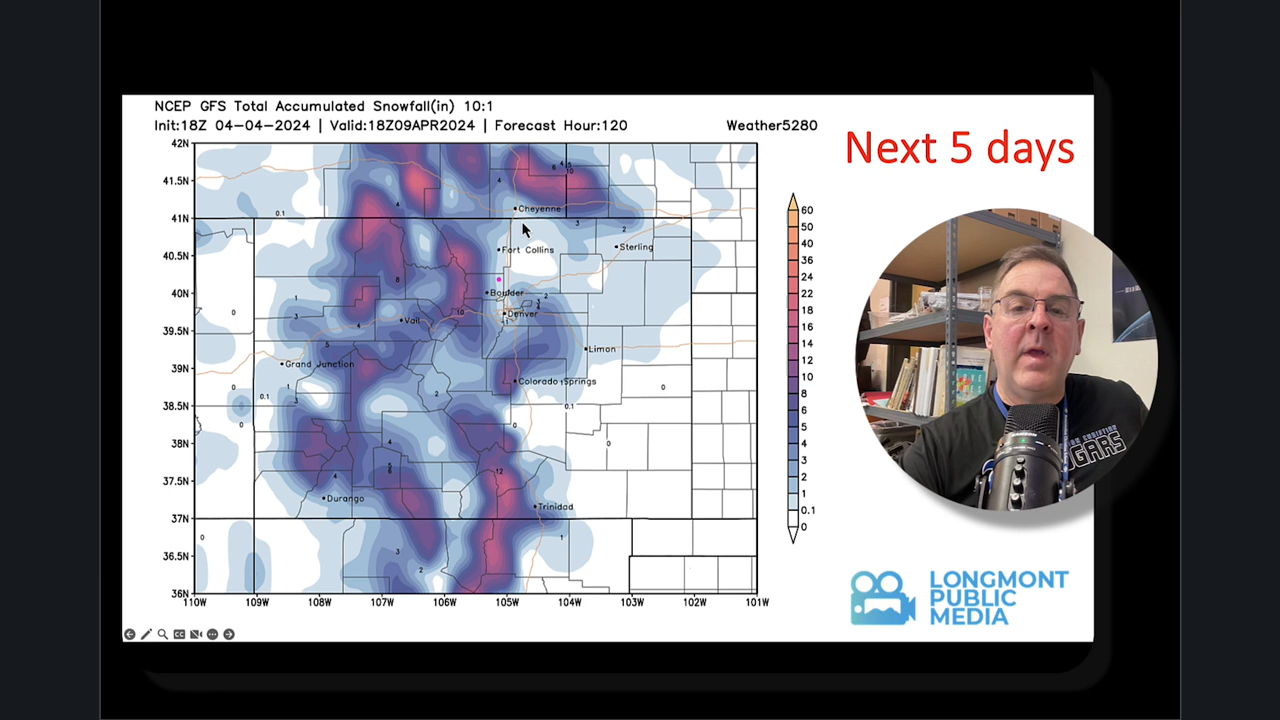 NCEP GFS Total Accumulated Snowfall(in) 10:1
Init:18Z 04-04-2024 | Valid:18Z09APR2024 | Forecast Hour:120
Weather5280
Next 5 days
42N
41.5N
41N
40.5N
40N
39.5N
39N
38.5N
38N
37.5N
37N
36.5N
36N
110W
109W
108W
107W
106W
105W
104W
103W
102W
101W
Cheyenne
Fort Collins
Sterling
Boulder
Denver
Vail
Limon
Grand Junction
Colorado Springs
Durango
Trinidad
60
50
40
36
24
22
18
16
14
12
10
8
6
5
4
3
2
1
0.1
0
LONGMONT
PUBLIC
MEDIA